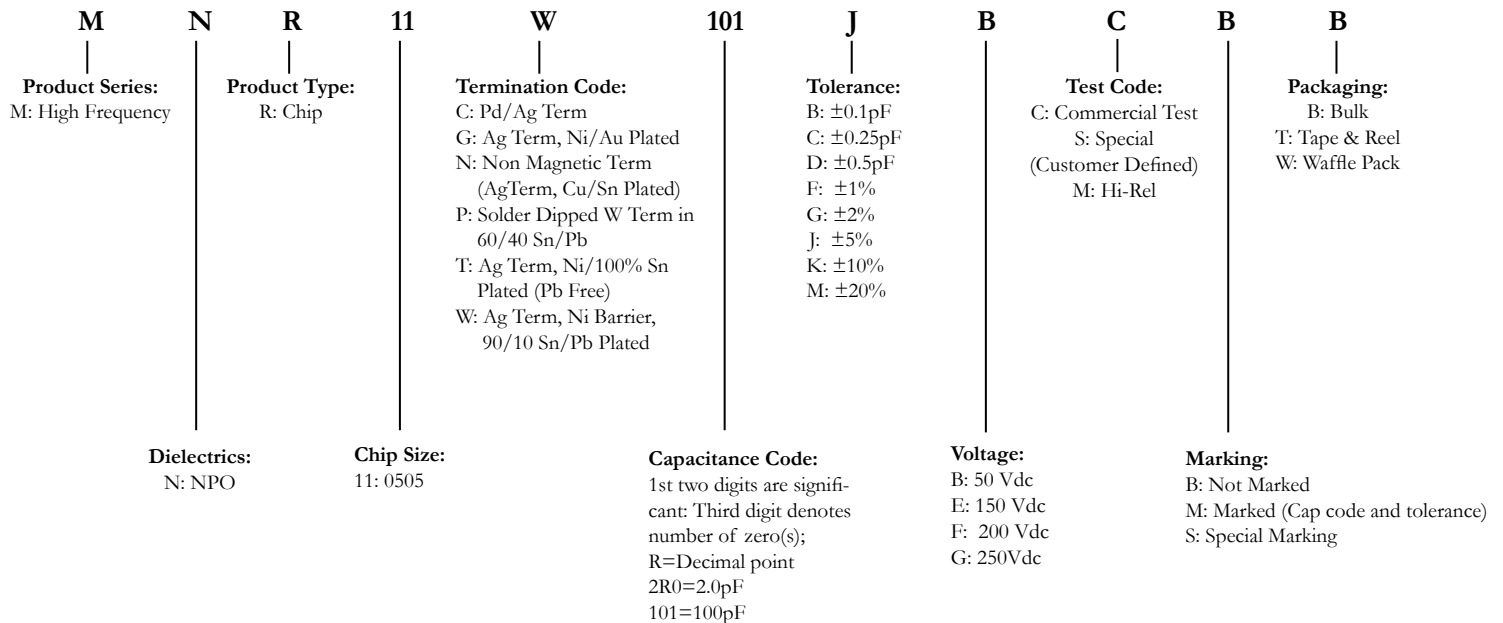 M N R 11 W 101 J B C B B
Product Series:
M: High Frequency
Product Type:
R: Chip
Termination Code:
C: Pd/Ag Term
G: Ag Term, Ni/Au Plated
N: Non Magnetic Term
(AgTerm, Cu/Sn Plated)
P: Solder Dipped W Term in
60/40 Sn/Pb
T: Ag Term, Ni/100% Sn
Plated (Pb Free)
W: Ag Term, Ni Barrier,
90/10 Sn/Pb Plated
Tolerance:
B: ±0.1pF
C: ±0.25pF
D: ±0.5pF
F: ±1%
G: ±2%
J: ±5%
K: ±10%
M: ±20%
Test Code:
C: Commercial Test
S: Special
(Customer Defined)
M: Hi-Rel
Packaging:
B: Bulk
T: Tape & Reel
W: Waffle Pack
Dielectrics:
N: NPO
Chip Size:
11: 0505
Capacitance Code:
1st two digits are signifi-
cant: Third digit denotes
number of zero(s);
R=Decimal point
2R0=2.0pF
101=100pF
Voltage:
B: 50 Vdc
E: 150 Vdc
F: 200 Vdc
G: 250Vdc
Marking:
B: Not Marked
M: Marked (Cap code and tolerance)
S: Special Marking